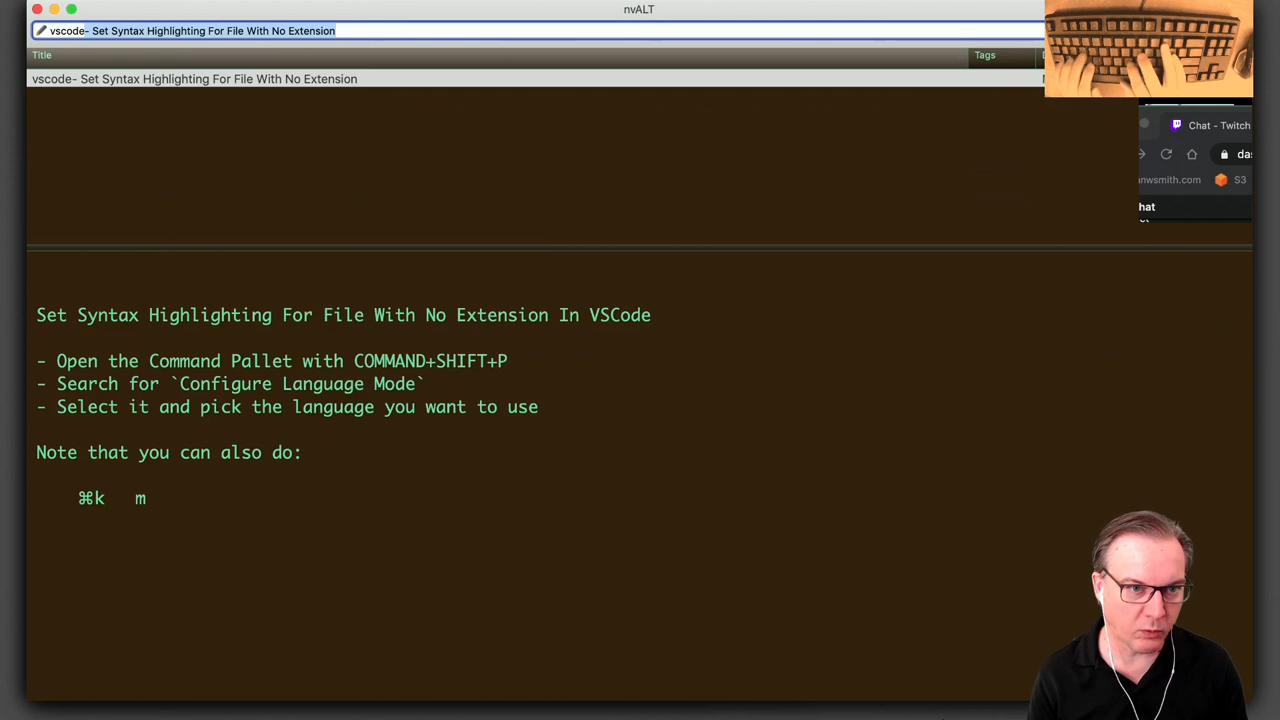 nvALT
vscode- Set Syntax Highlighting For File With No Extension
Title
Tags
vscode- Set Syntax Highlighting For File With No Extension
Chat - Twitch
anwsmith.com
S3
Set Syntax Highlighting For File With No Extension In VSCode
- Open the Command Pallet with COMMAND+SHIFT+P
- Search for `Configure Language Mode`
- Select it and pick the language you want to use
Note that you can also do:
⌘k m